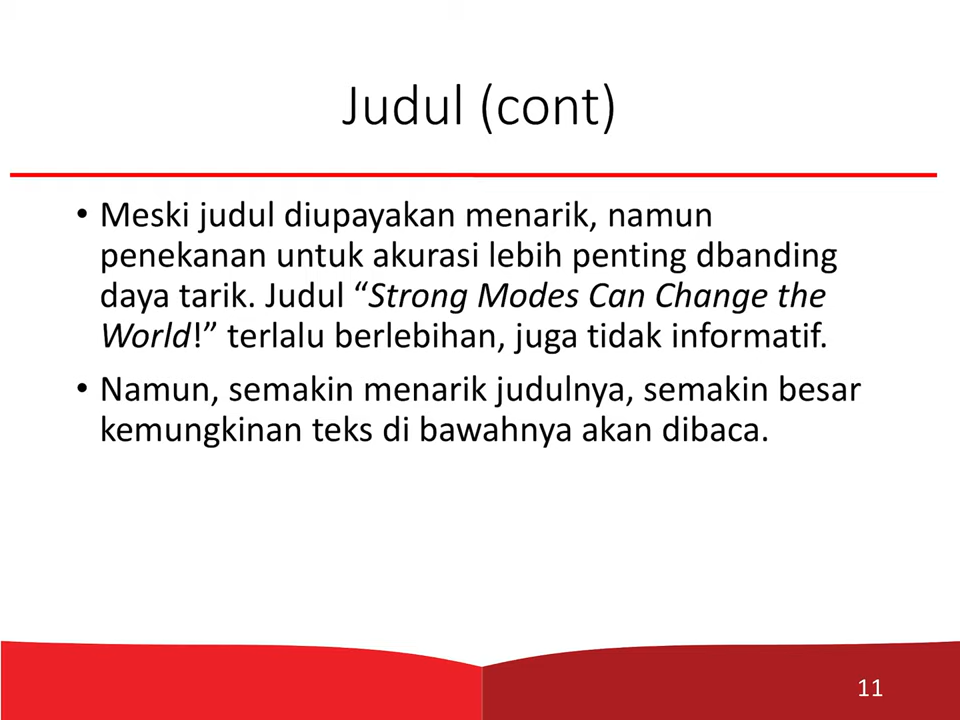 Judul (cont)
• Meski judul diupayakan menarik, namun
penekanan untuk akurasi lebih penting dbanding
daya tarik. Judul “Strong Modes Can Change the
World!” terlalu berlebihan, juga tidak informatif.
• Namun, semakin menarik judulnya, semakin besar
kemungkinan teks di bawahnya akan dibaca.
11